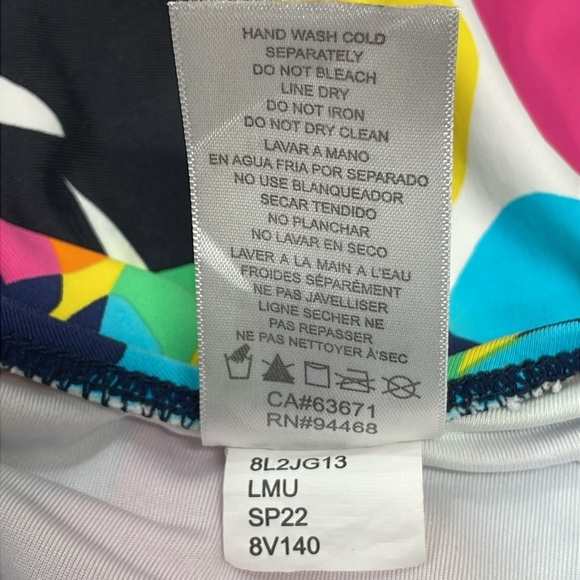 HAND WASH COLD
SEPARATELY
DO NOT BLEACH
LINE DRY
DO NOT IRON
DO NOT DRY CLEAN
LAVAR A MANO
EN AGUA FRIA POR SEPARADO
NO USE BLANQUEADOR
SECAR TENDIDO
NO PLANCHAR
NO LAVAR EN SECO
LAVER A LA MAIN A L'EAU
FROIDES SÉPARÉMENT
NE PAS JAVELLISER
LIGNE SECHER NE
PAS REPASSER
NE PAS NETTOYER À'SEC
CA#63671
RN#94468
8L2JG13
LMU
SP22
8V140